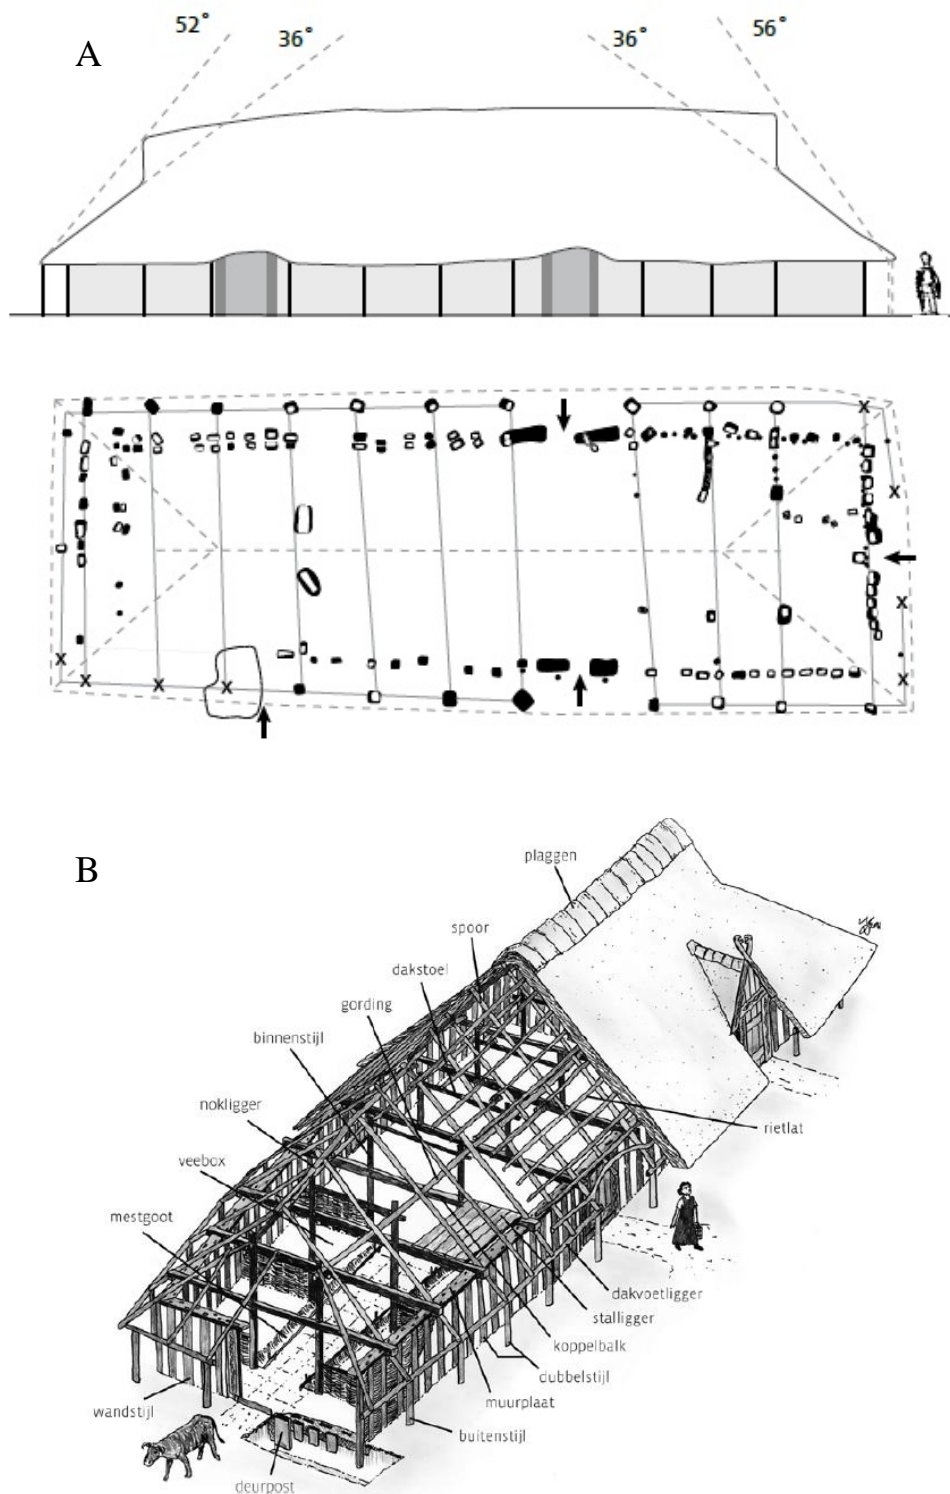 52°
36°
36°
56°
A
X
X
X
X
X
X
X
X
X
B
plaggen
spoor
dakstoel
gording
binnenstijl
nokligger
veebox
mestgoot
rietlat
dakvoetligger
stalligger
koppelbalk
dubbelstijl
muurplaat
wandstijl
buitenstijl
deurpost